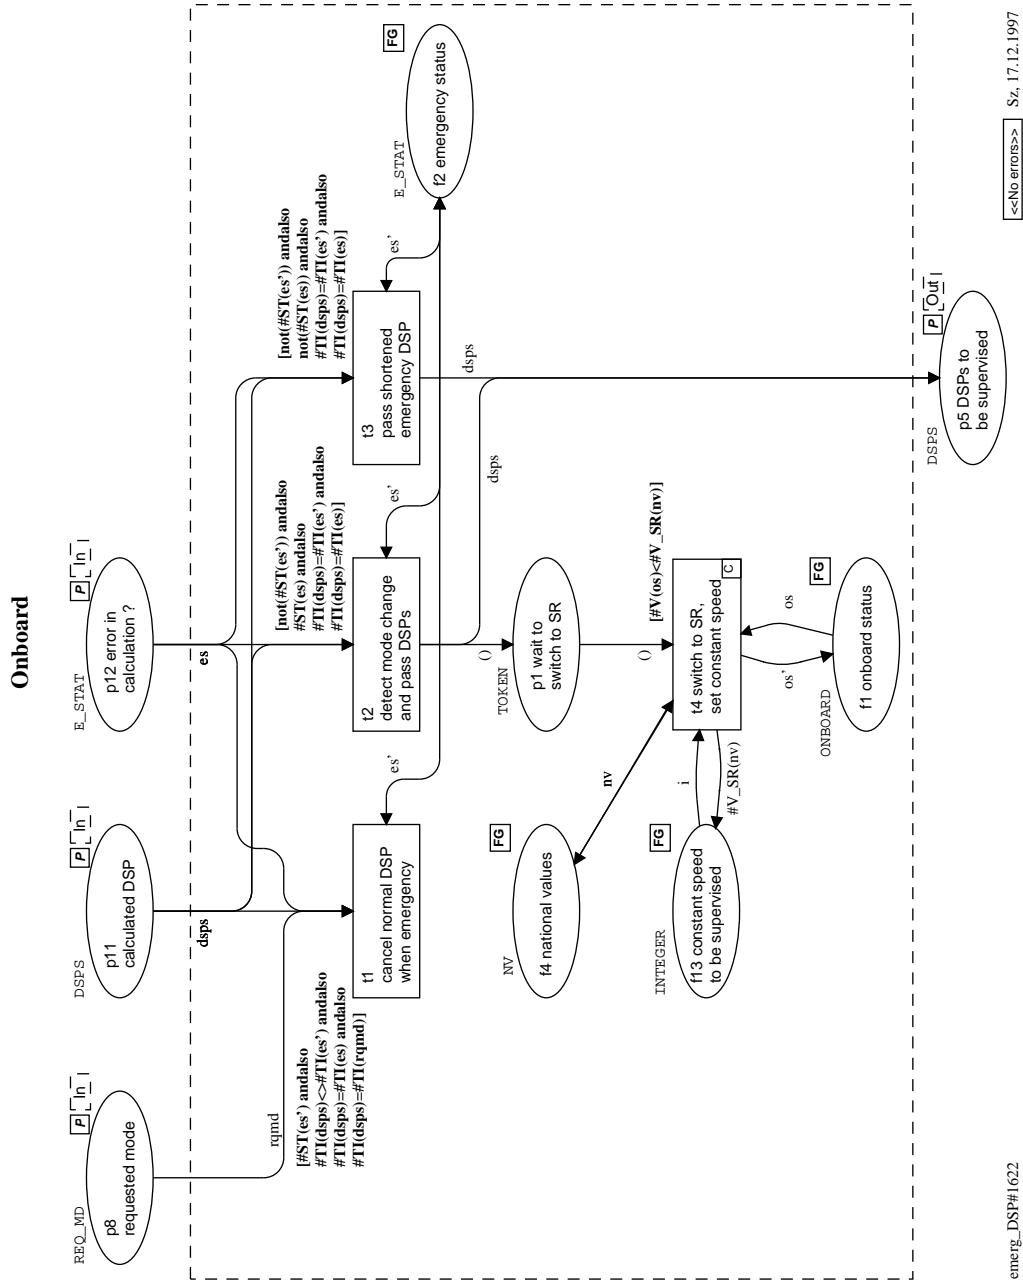 Onboard
REQ_MD
P
In
p8
requested mode
DSPS
P
In
p11
calculated DSP
E_STAT
P
In
p12 error in
calculation ?
rqmd
dsps
es
[#ST(es') andalso
#TI(dsps)<>#TI(es') andalso
#TI(dsps)=#TI(es) andalso
#TI(dsps)=#TI(rqmd)]
[not(#ST(es')) andalso
#ST(es) andalso
#TI(dsps)=#TI(es') andalso
#TI(dsps)=#TI(es)]
[not(#ST(es')) andalso
not(#ST(es)) andalso
#TI(dsps)=#TI(es') andalso
#TI(dsps)=#TI(es)]
t1
cancel normal DSP
when emergency
es'
t2
detect mode change
and pass DSPs
es'
t3
pass shortened
emergency DSP
es'
E_STAT
FG
f2 emergency status
dsps
dsps
()
TOKEN
p1 wait to
switch to SR
NV
FG
f4 national values
nv
()
[#V(os)<#V_SR(nv)]
INTEGER
FG
f13 constant speed
to be supervised
i
#V_SR(nv)
t4 switch to SR,
set constant speed
C
os'
os
ONBOARD
FG
f1 onboard status
DSPS
P
Out
p5 DSPs to
be supervised
emerg_DSP#1622
<<No errors>>
Sz, 17.12.1997